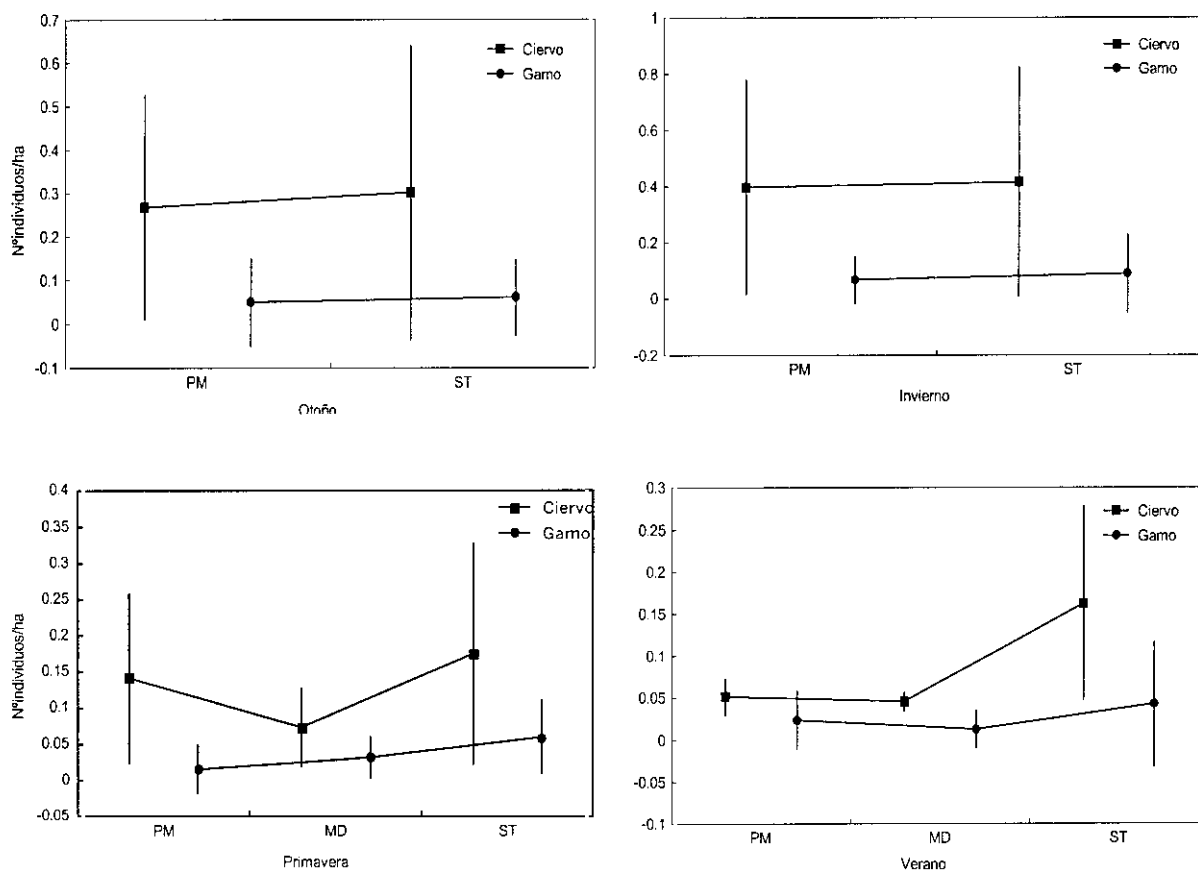 0.7
0.6
0.5
0.4
0.3
0.2
0.1
0
-0.1
Nºindividuos/ha
Ciervo
Gamo
PM ST
Otoño
1
0.8
0.6
0.4
0.2
0
-0.2
Ciervo
Gamo
PM ST
Invierno
0.4
0.35
0.3
0.25
0.2
0.15
0.1
0.05
0
-0.05
Nºindividuos/ha
Ciervo
Gamo
PM MD ST
Primavera
0.3
0.25
0.2
0.15
0.1
0.05
0
-0.05
-0.1
Ciervo
Gamo
PM MD ST
Verano